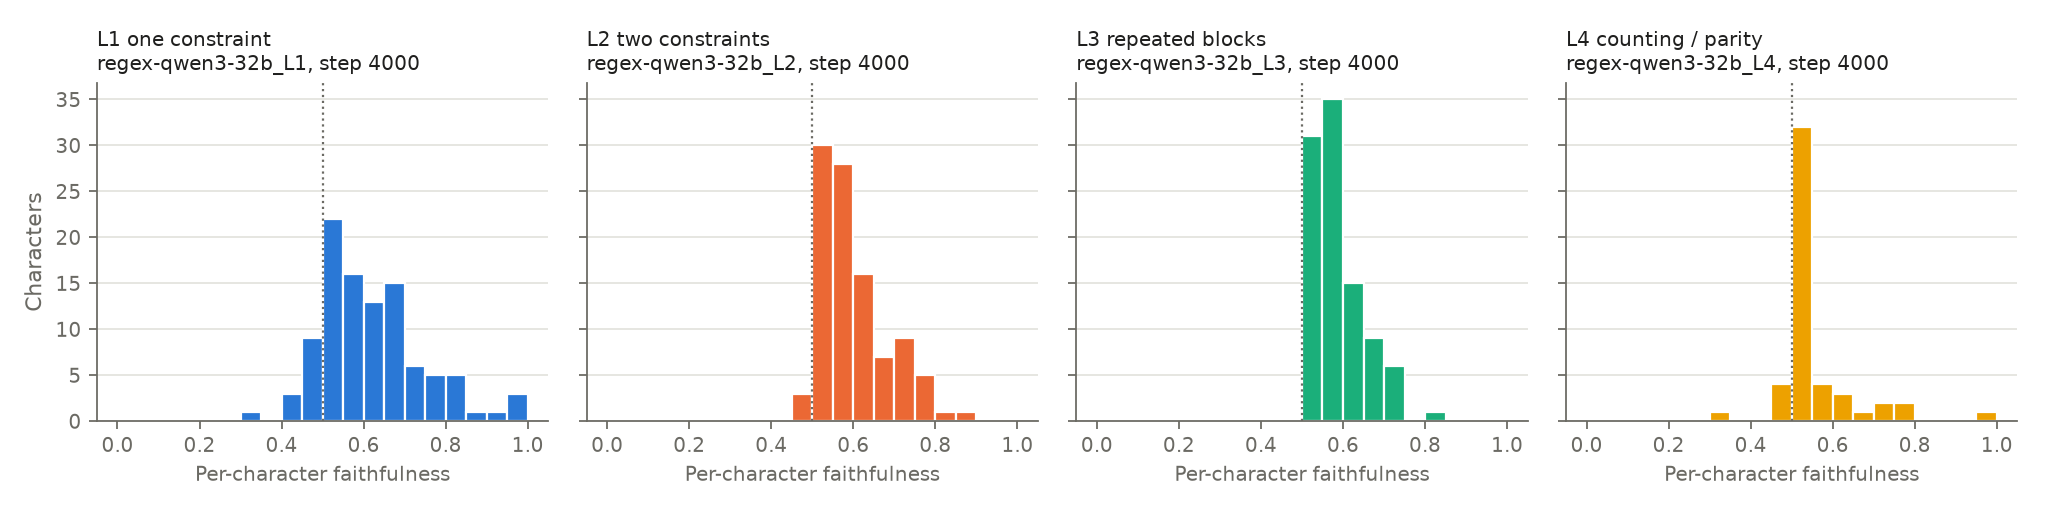 L1 one constraint
regex-qwen3-32b_L1, step 4000
L2 two constraints
regex-qwen3-32b_L2, step 4000
L3 repeated blocks
regex-qwen3-32b_L3, step 4000
L4 counting / parity
regex-qwen3-32b_L4, step 4000
Characters
35
30
25
20
15
10
5
0
0.0 0.2 0.4 0.6 0.8 1.0
0.0 0.2 0.4 0.6 0.8 1.0
0.0 0.2 0.4 0.6 0.8 1.0
0.0 0.2 0.4 0.6 0.8 1.0
Per-character faithfulness
Per-character faithfulness
Per-character faithfulness
Per-character faithfulness